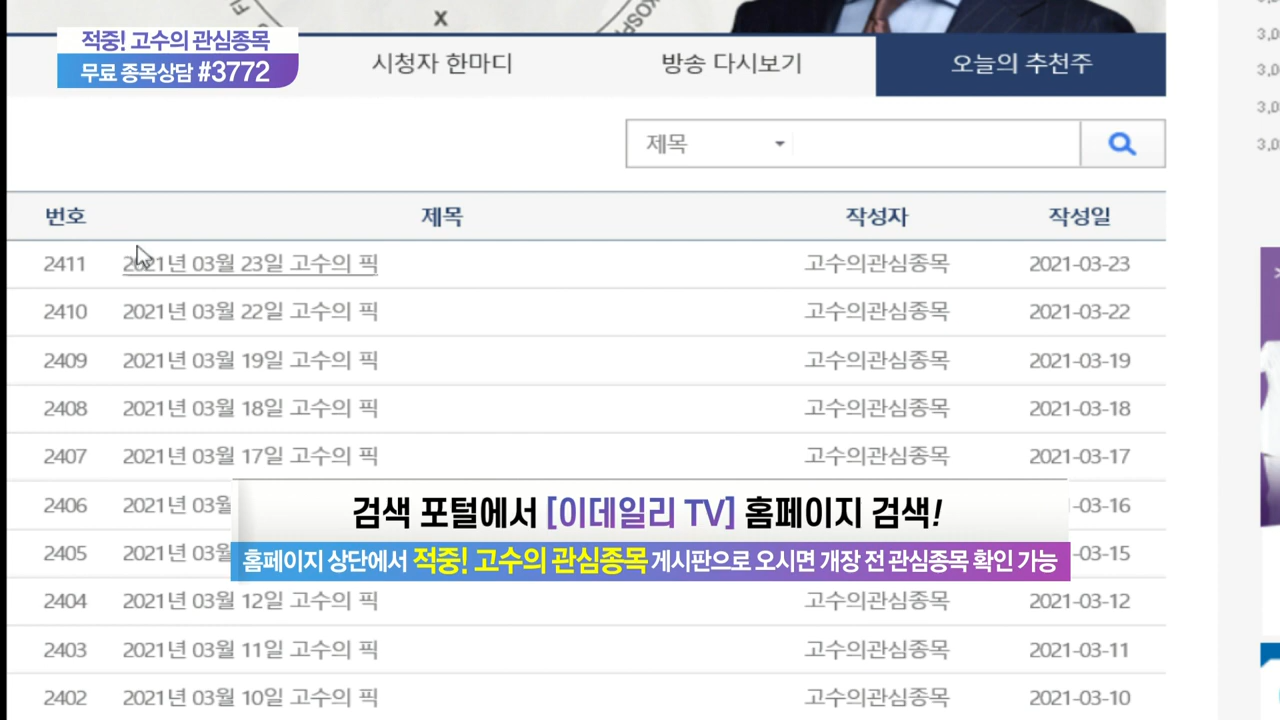 x
적중! 고수의 관심종목
무료 종목상담 #3772
시청자 한마디 방송 다시보기 오늘의 추천주
제목
번호 제목 작성자 작성일
2411 2021년 03월 23일 고수의 픽 고수의관심종목 2021-03-23
2410 2021년 03월 22일 고수의 픽 고수의관심종목 2021-03-22
2409 2021년 03월 19일 고수의 픽 고수의관심종목 2021-03-19
2408 2021년 03월 18일 고수의 픽 고수의관심종목 2021-03-18
2407 2021년 03월 17일 고수의 픽 고수의관심종목 2021-03-17
2406 2021년 03월 -03-16
검색 포털에서 [이데일리 TV] 홈페이지 검색!
2405 2021년 03월 -03-15
홈페이지 상단에서 적중! 고수의 관심종목 게시판으로 오시면 개장 전 관심종목 확인 가능
2404 2021년 03월 12일 고수의 픽 고수의관심종목 2021-03-12
2403 2021년 03월 11일 고수의 픽 고수의관심종목 2021-03-11
2402 2021년 03월 10일 고수의 픽 고수의관심종목 2021-03-10